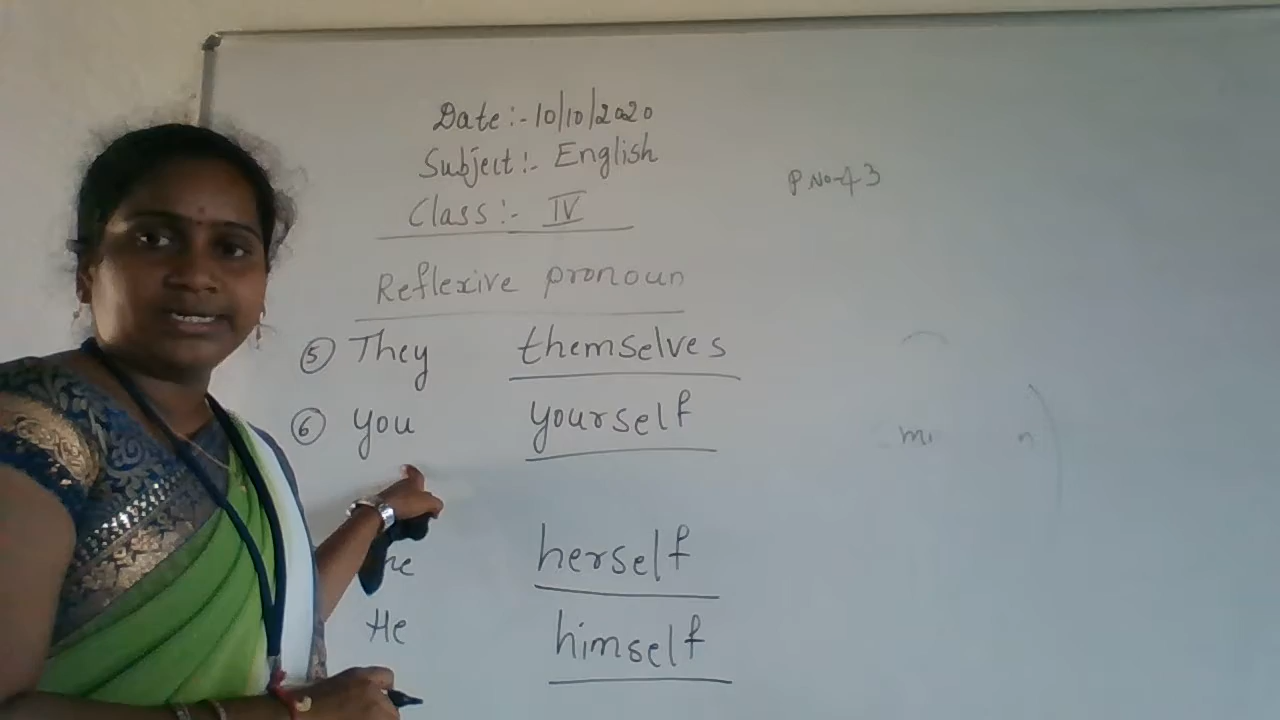 Date:- 10/10/2020
Subject:- English
P No-43
Class:- IV
Reflexive pronoun
⑤ They themselves
⑥ you yourself
he herself
He himself